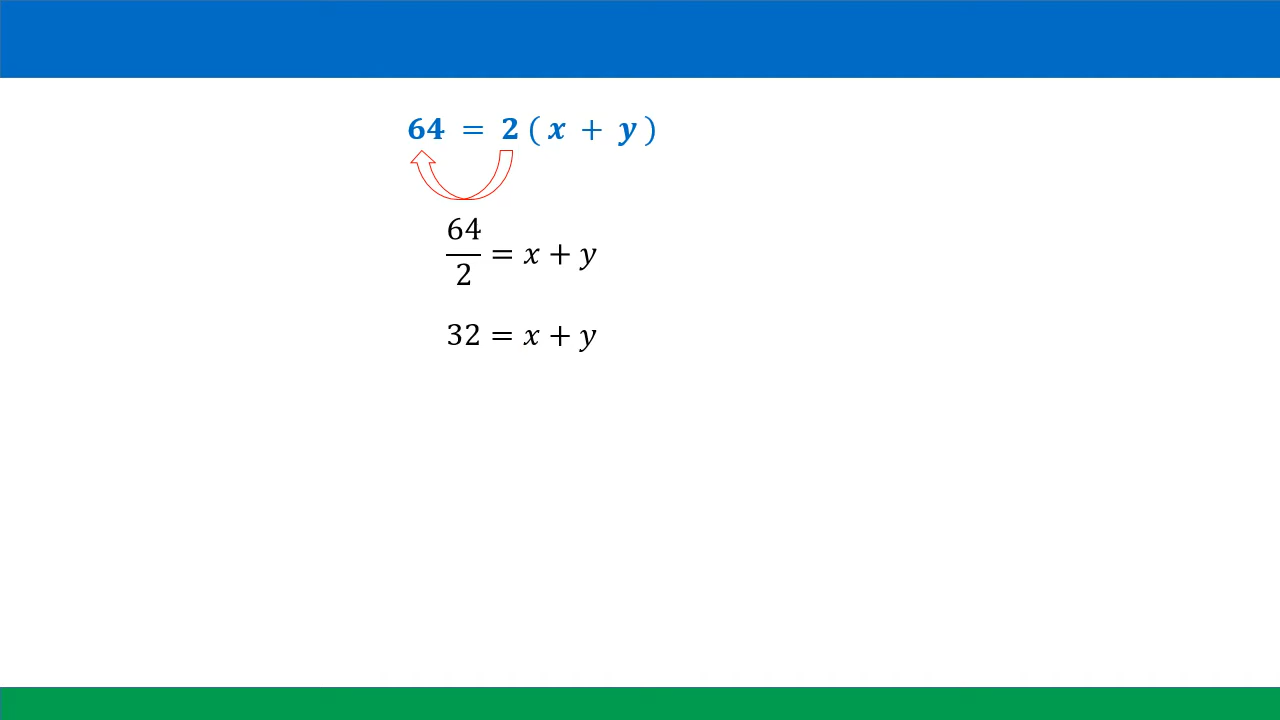 64 = 2 ( x + y )
64/2 = x + y
32 = x + y